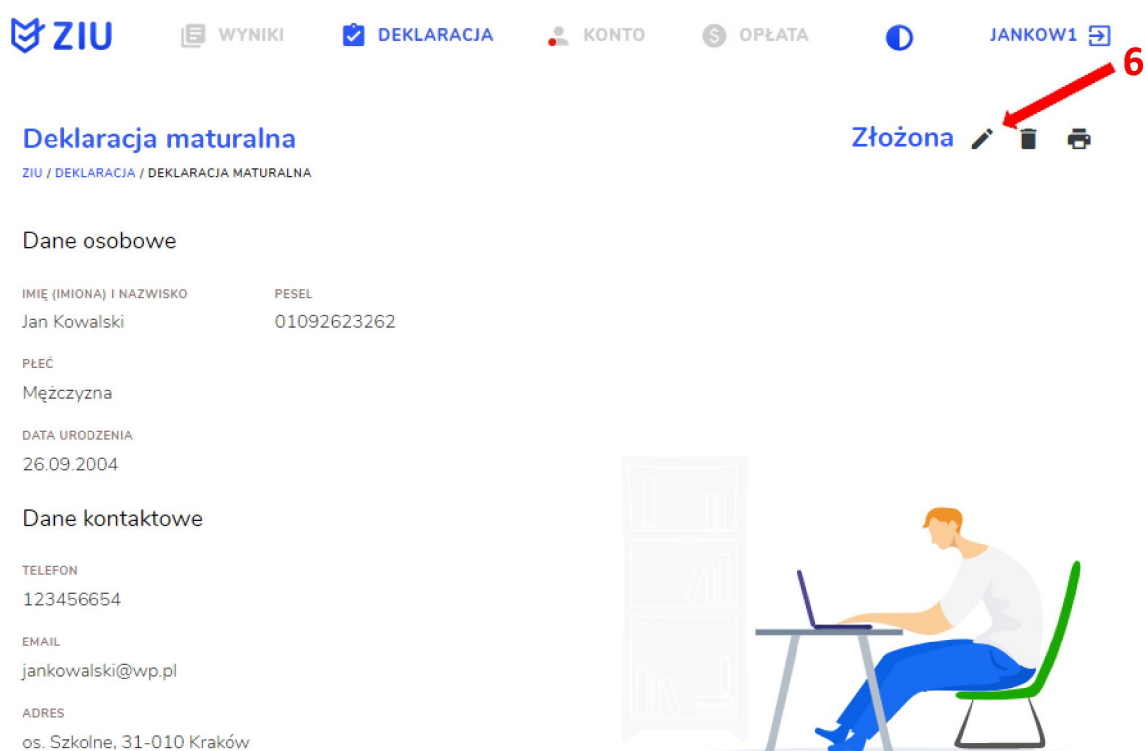 ZIU WYNIKI DEKLARACJA KONTO OPŁATA JANKOW1
6
Deklaracja maturalna Złożona
ZIU / DEKLARACJA / DEKLARACJA MATURALNA
Dane osobowe
IMIĘ (IMIONA) I NAZWISKO PESEL
Jan Kowalski 01092623262
PŁEĆ
Mężczyzna
DATA URODZENIA
26.09.2004
Dane kontaktowe
TELEFON
123456654
EMAIL
jankowalski@wp.pl
ADRES
os. Szkolne, 31-010 Kraków